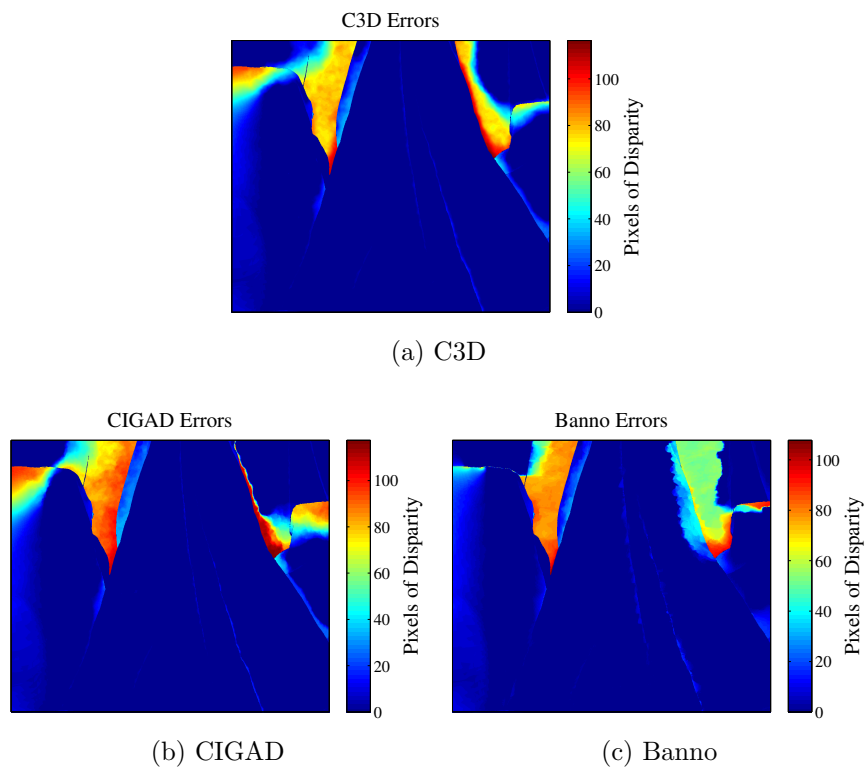 C3D Errors
100
80
60
40
20
0
Pixels of Disparity
(a) C3D
CIGAD Errors
100
80
60
40
20
0
Pixels of Disparity
(b) CIGAD
Banno Errors
100
80
60
40
20
0
Pixels of Disparity
(c) Banno